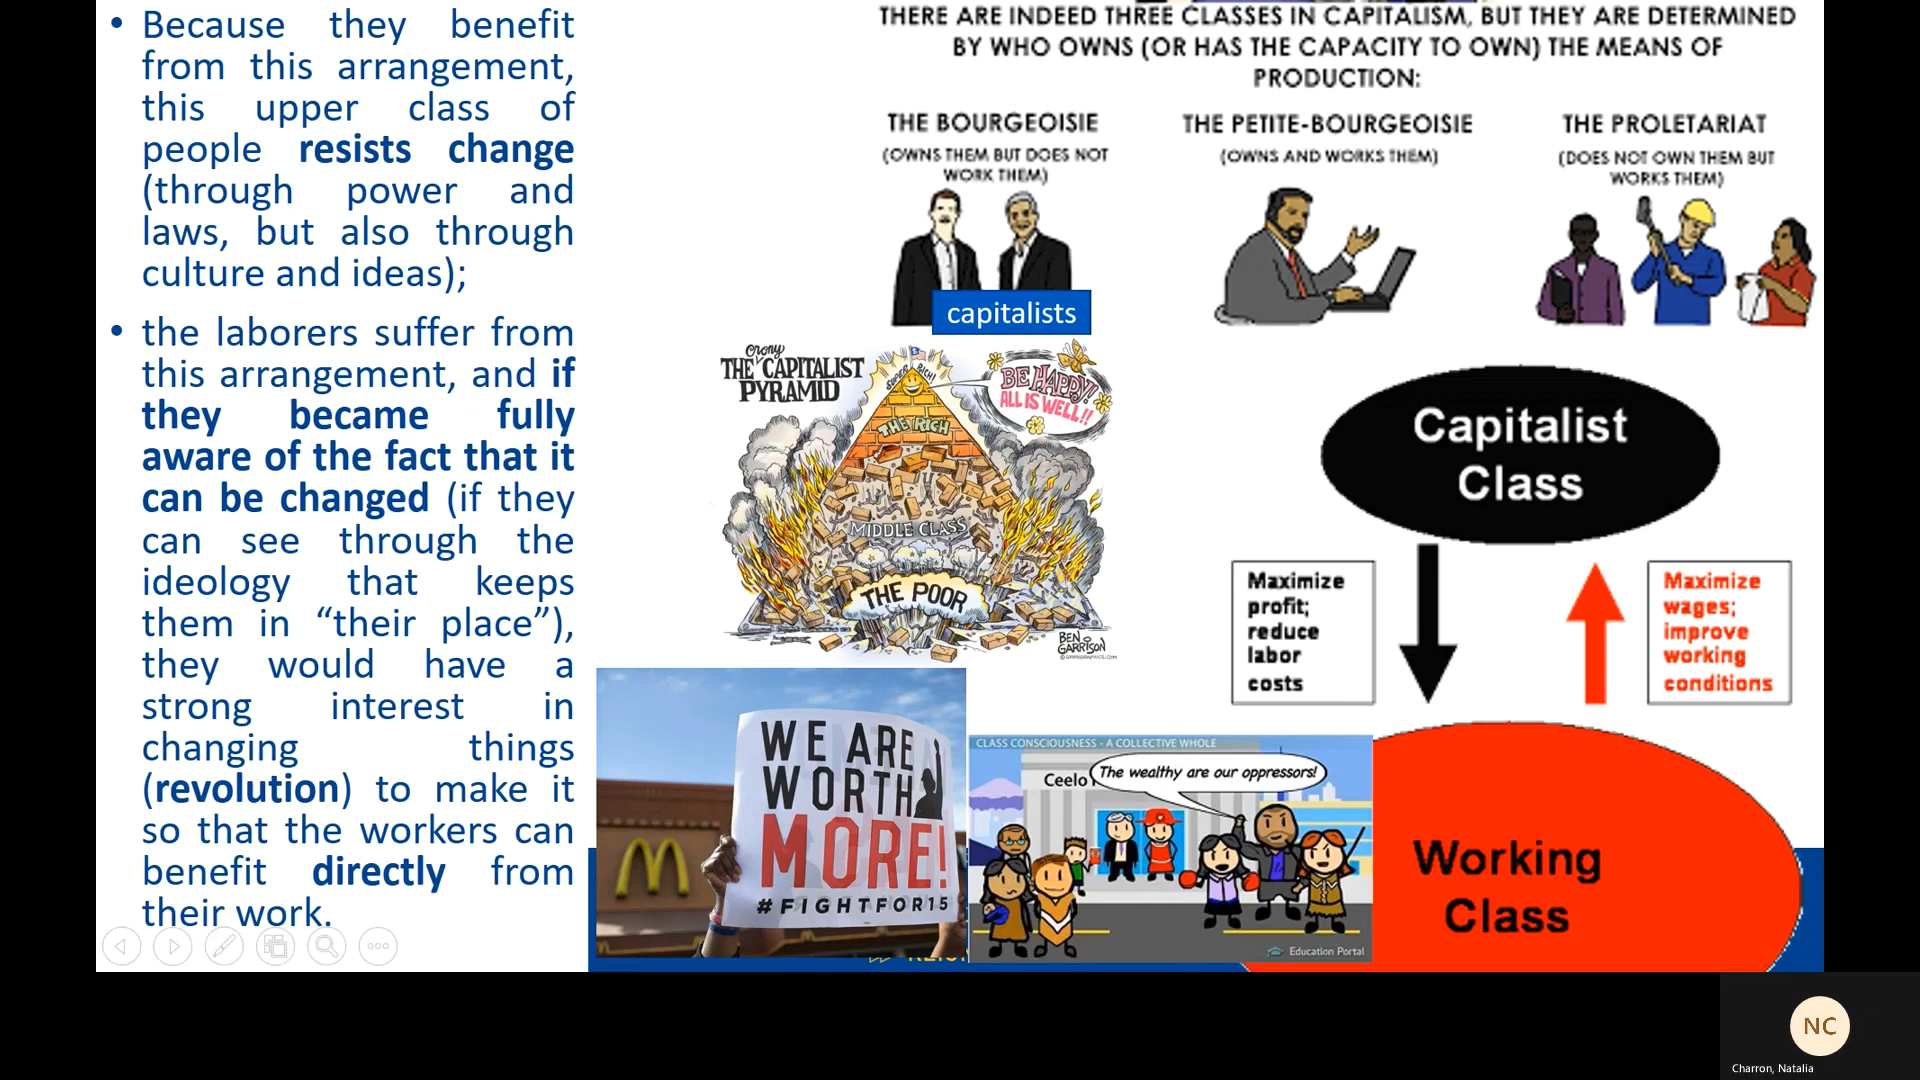 • Because they benefit
from this arrangement,
this upper class of
people resists change
(through power and
laws, but also through
culture and ideas);
• the laborers suffer from
this arrangement, and if
they became fully
aware of the fact that it
can be changed (if they
can see through the
ideology that keeps
them in “their place”),
they would have a
strong interest in
changing things
(revolution) to make it
so that the workers can
benefit directly from
their work.
THERE ARE INDEED THREE CLASSES IN CAPITALISM, BUT THEY ARE DETERMINED
BY WHO OWNS (OR HAS THE CAPACITY TO OWN) THE MEANS OF
PRODUCTION:
THE BOURGEOISIE
(OWNS THEM BUT DOES NOT
WORK THEM)
THE PETITE-BOURGEOISIE
(OWNS AND WORKS THEM)
THE PROLETARIAT
(DOES NOT OWN THEM BUT
WORKS THEM)
capitalists
Crony
THE CAPITALIST
PYRAMID
SUPER RICH!
BE HAPPY!
ALL IS WELL!!
THE RICH
MIDDLE CLASS
THE POOR
BEN
GARRISON
Capitalist
Class
Maximize
profit;
reduce
labor
costs
Maximize
wages;
improve
working
conditions
Working
Class
WE ARE
WORTH
MORE!
#FIGHTFOR15
CLASS CONSCIOUSNESS - A COLLECTIVE WHOLE
Ceelo
The wealthy are our oppressors!
Education Portal
NC
Charron, Natalia